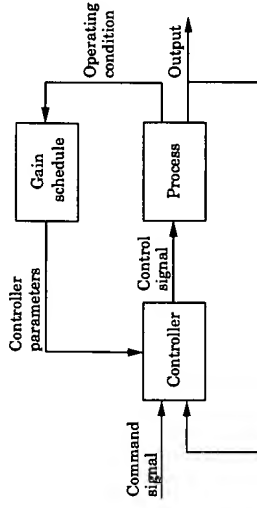 Controller
parameters
Gain
schedule
Operating
condition
Command
signal
Controller
Control
signal
Process
Output